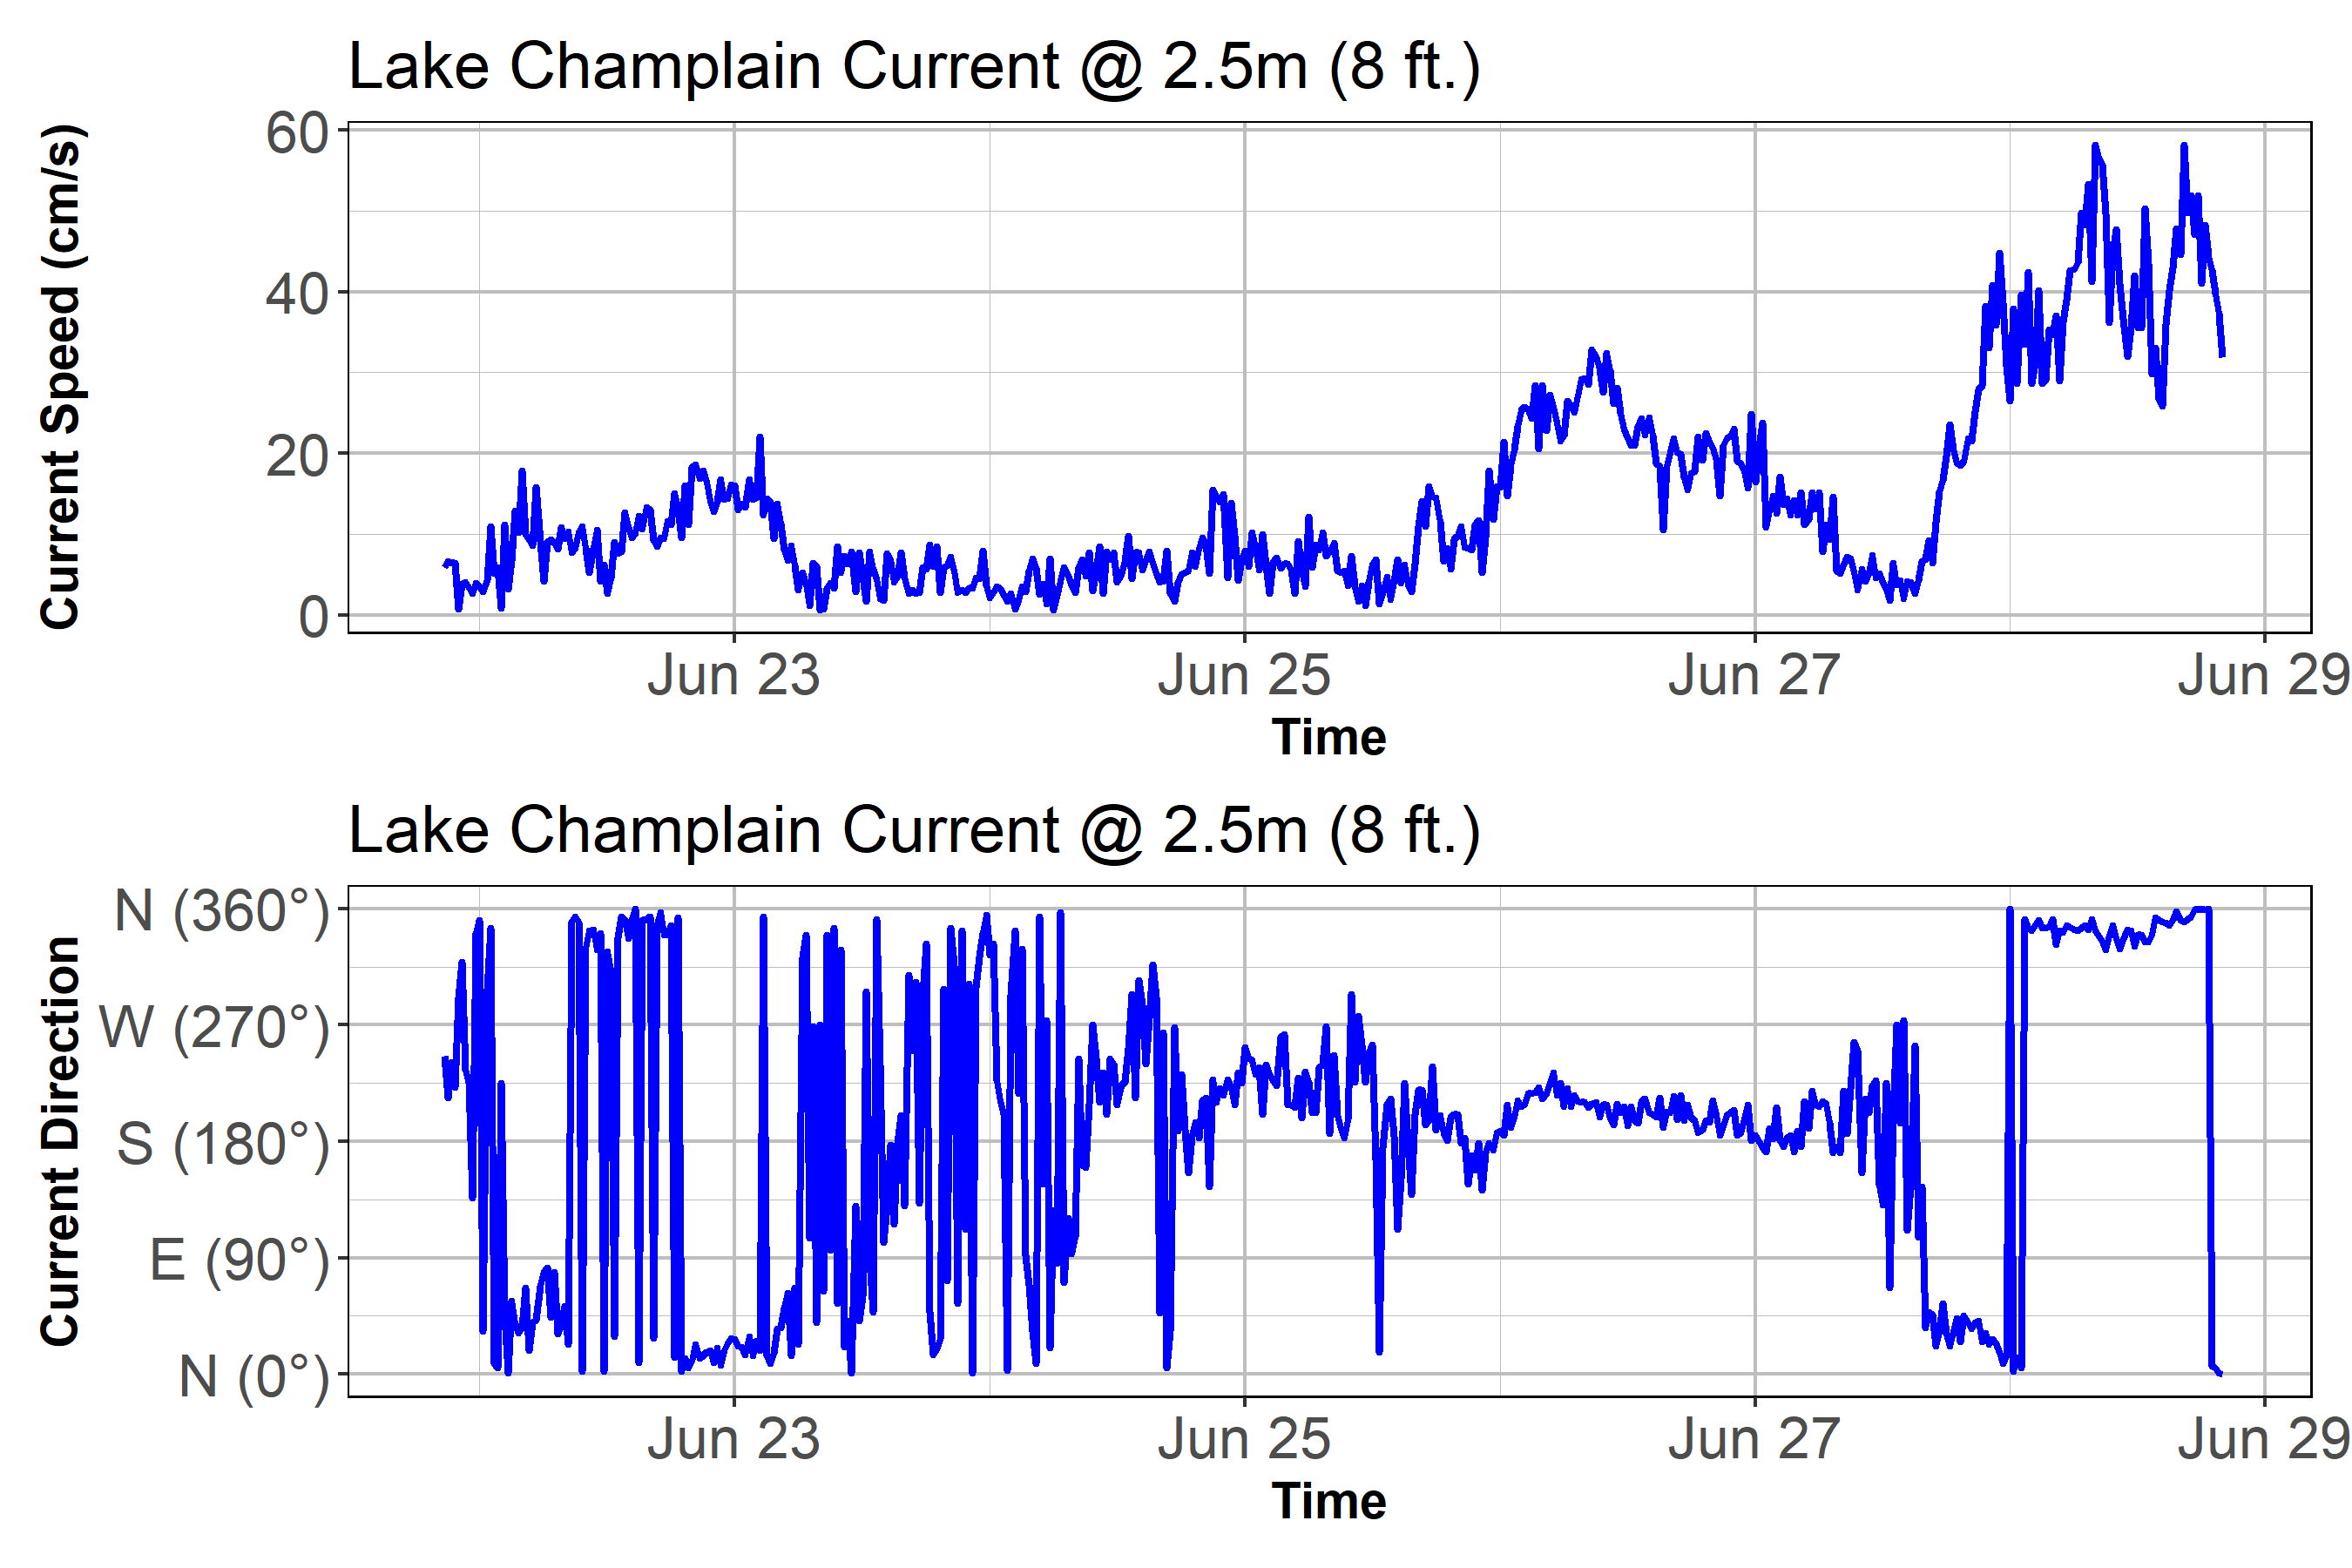 Lake Champlain Current @ 2.5m (8 ft.)
Current Speed (cm/s)
60
40
20
0
Jun 23 Jun 25 Jun 27 Jun 29
Time
Lake Champlain Current @ 2.5m (8 ft.)
Current Direction
N (360°)
W (270°)
S (180°)
E (90°)
N (0°)
Jun 23 Jun 25 Jun 27 Jun 29
Time